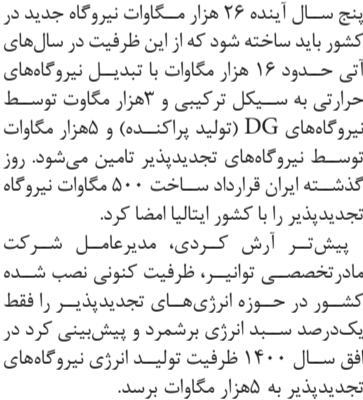 پنج سال آینده ۲۶ هزار مگاوات نیروگاه جدید در
کشور باید ساخته شود که از این ظرفیت در سال‌های
آتی حدود ۱۶ هزار مگاوات با تبدیل نیروگاه‌های
حرارتی به سیکل ترکیبی و ۳هزار مگاوت توسط
نیروگاه‌های DG (تولید پراکنده) و ۵هزار مگاوات
توسط نیروگاه‌های تجدیدپذیر تامین می‌شود. روز
گذشته ایران قرارداد ساخت ۵۰۰ مگاوات نیروگاه
تجدیدپذیر را با کشور ایتالیا امضا کرد.
پیش‌تر آرش کردی، مدیرعامل شرکت
مادرتخصصی توانیر، ظرفیت کنونی نصب شده
کشور در حوزه انرژی‌های تجدیدپذیر را فقط
یک‌درصد سبد انرژی برشمرد و پیش‌بینی کرد در
افق سال ۱۴۰۰ ظرفیت تولید انرژی نیروگاه‌های
تجدیدپذیر به ۵هزار مگاوات برسد.